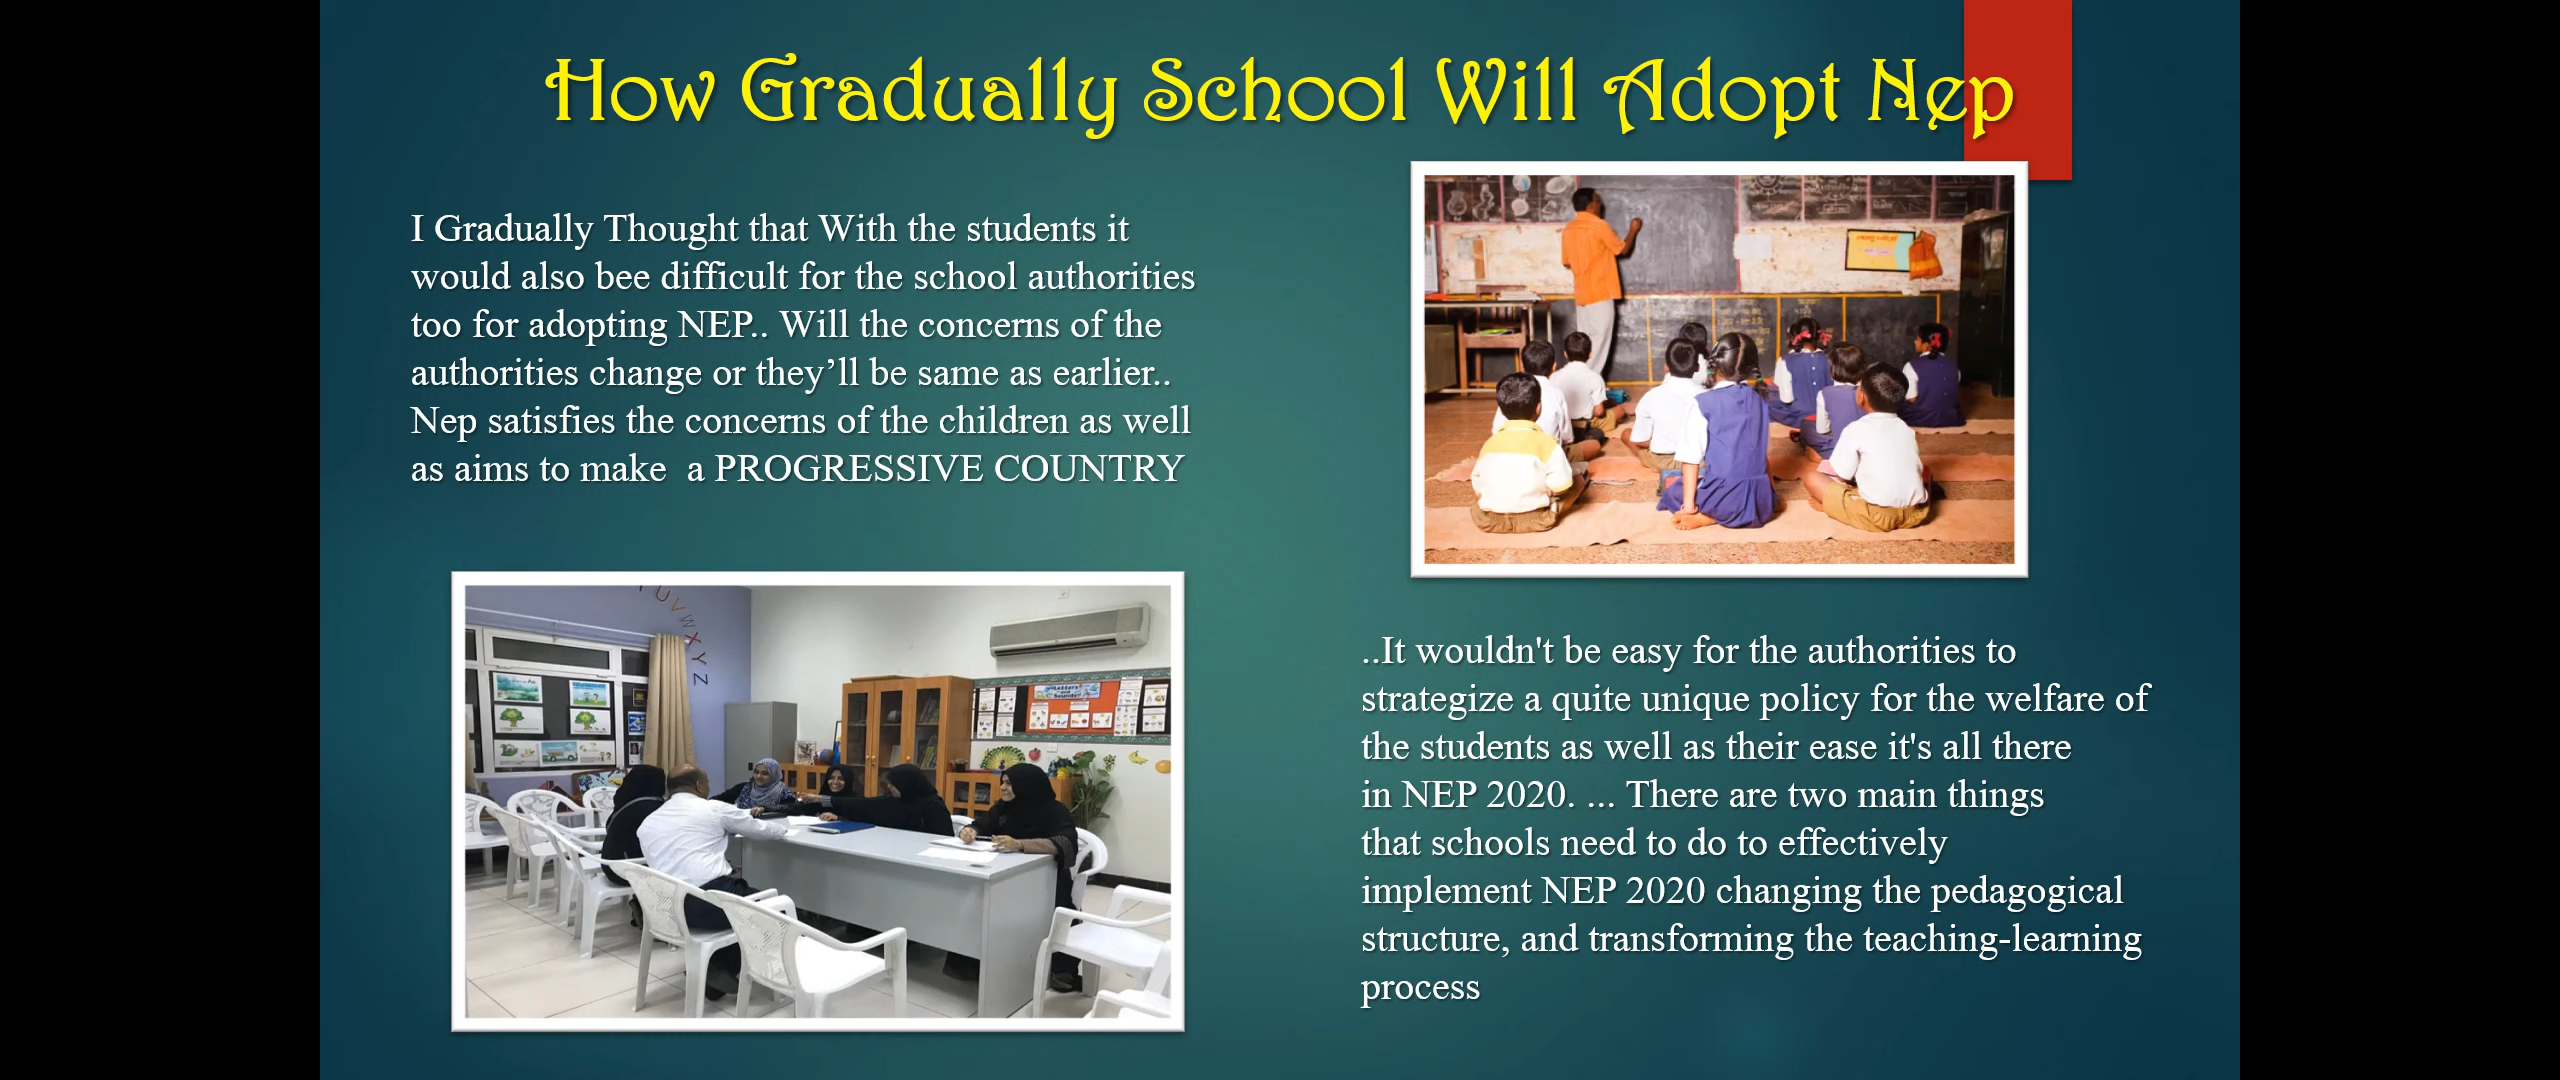 How Gradually School Will Adopt Nep
I Gradually Thought that With the students it
would also bee difficult for the school authorities
too for adopting NEP.. Will the concerns of the
authorities change or they’ll be same as earlier..
Nep satisfies the concerns of the children as well
as aims to make  a PROGRESSIVE COUNTRY
U V W X Y Z
Letters
and
Sounds
..It wouldn't be easy for the authorities to
strategize a quite unique policy for the welfare of
the students as well as their ease it's all there
in NEP 2020. ... There are two main things
that schools need to do to effectively
implement NEP 2020 changing the pedagogical
structure, and transforming the teaching-learning
process